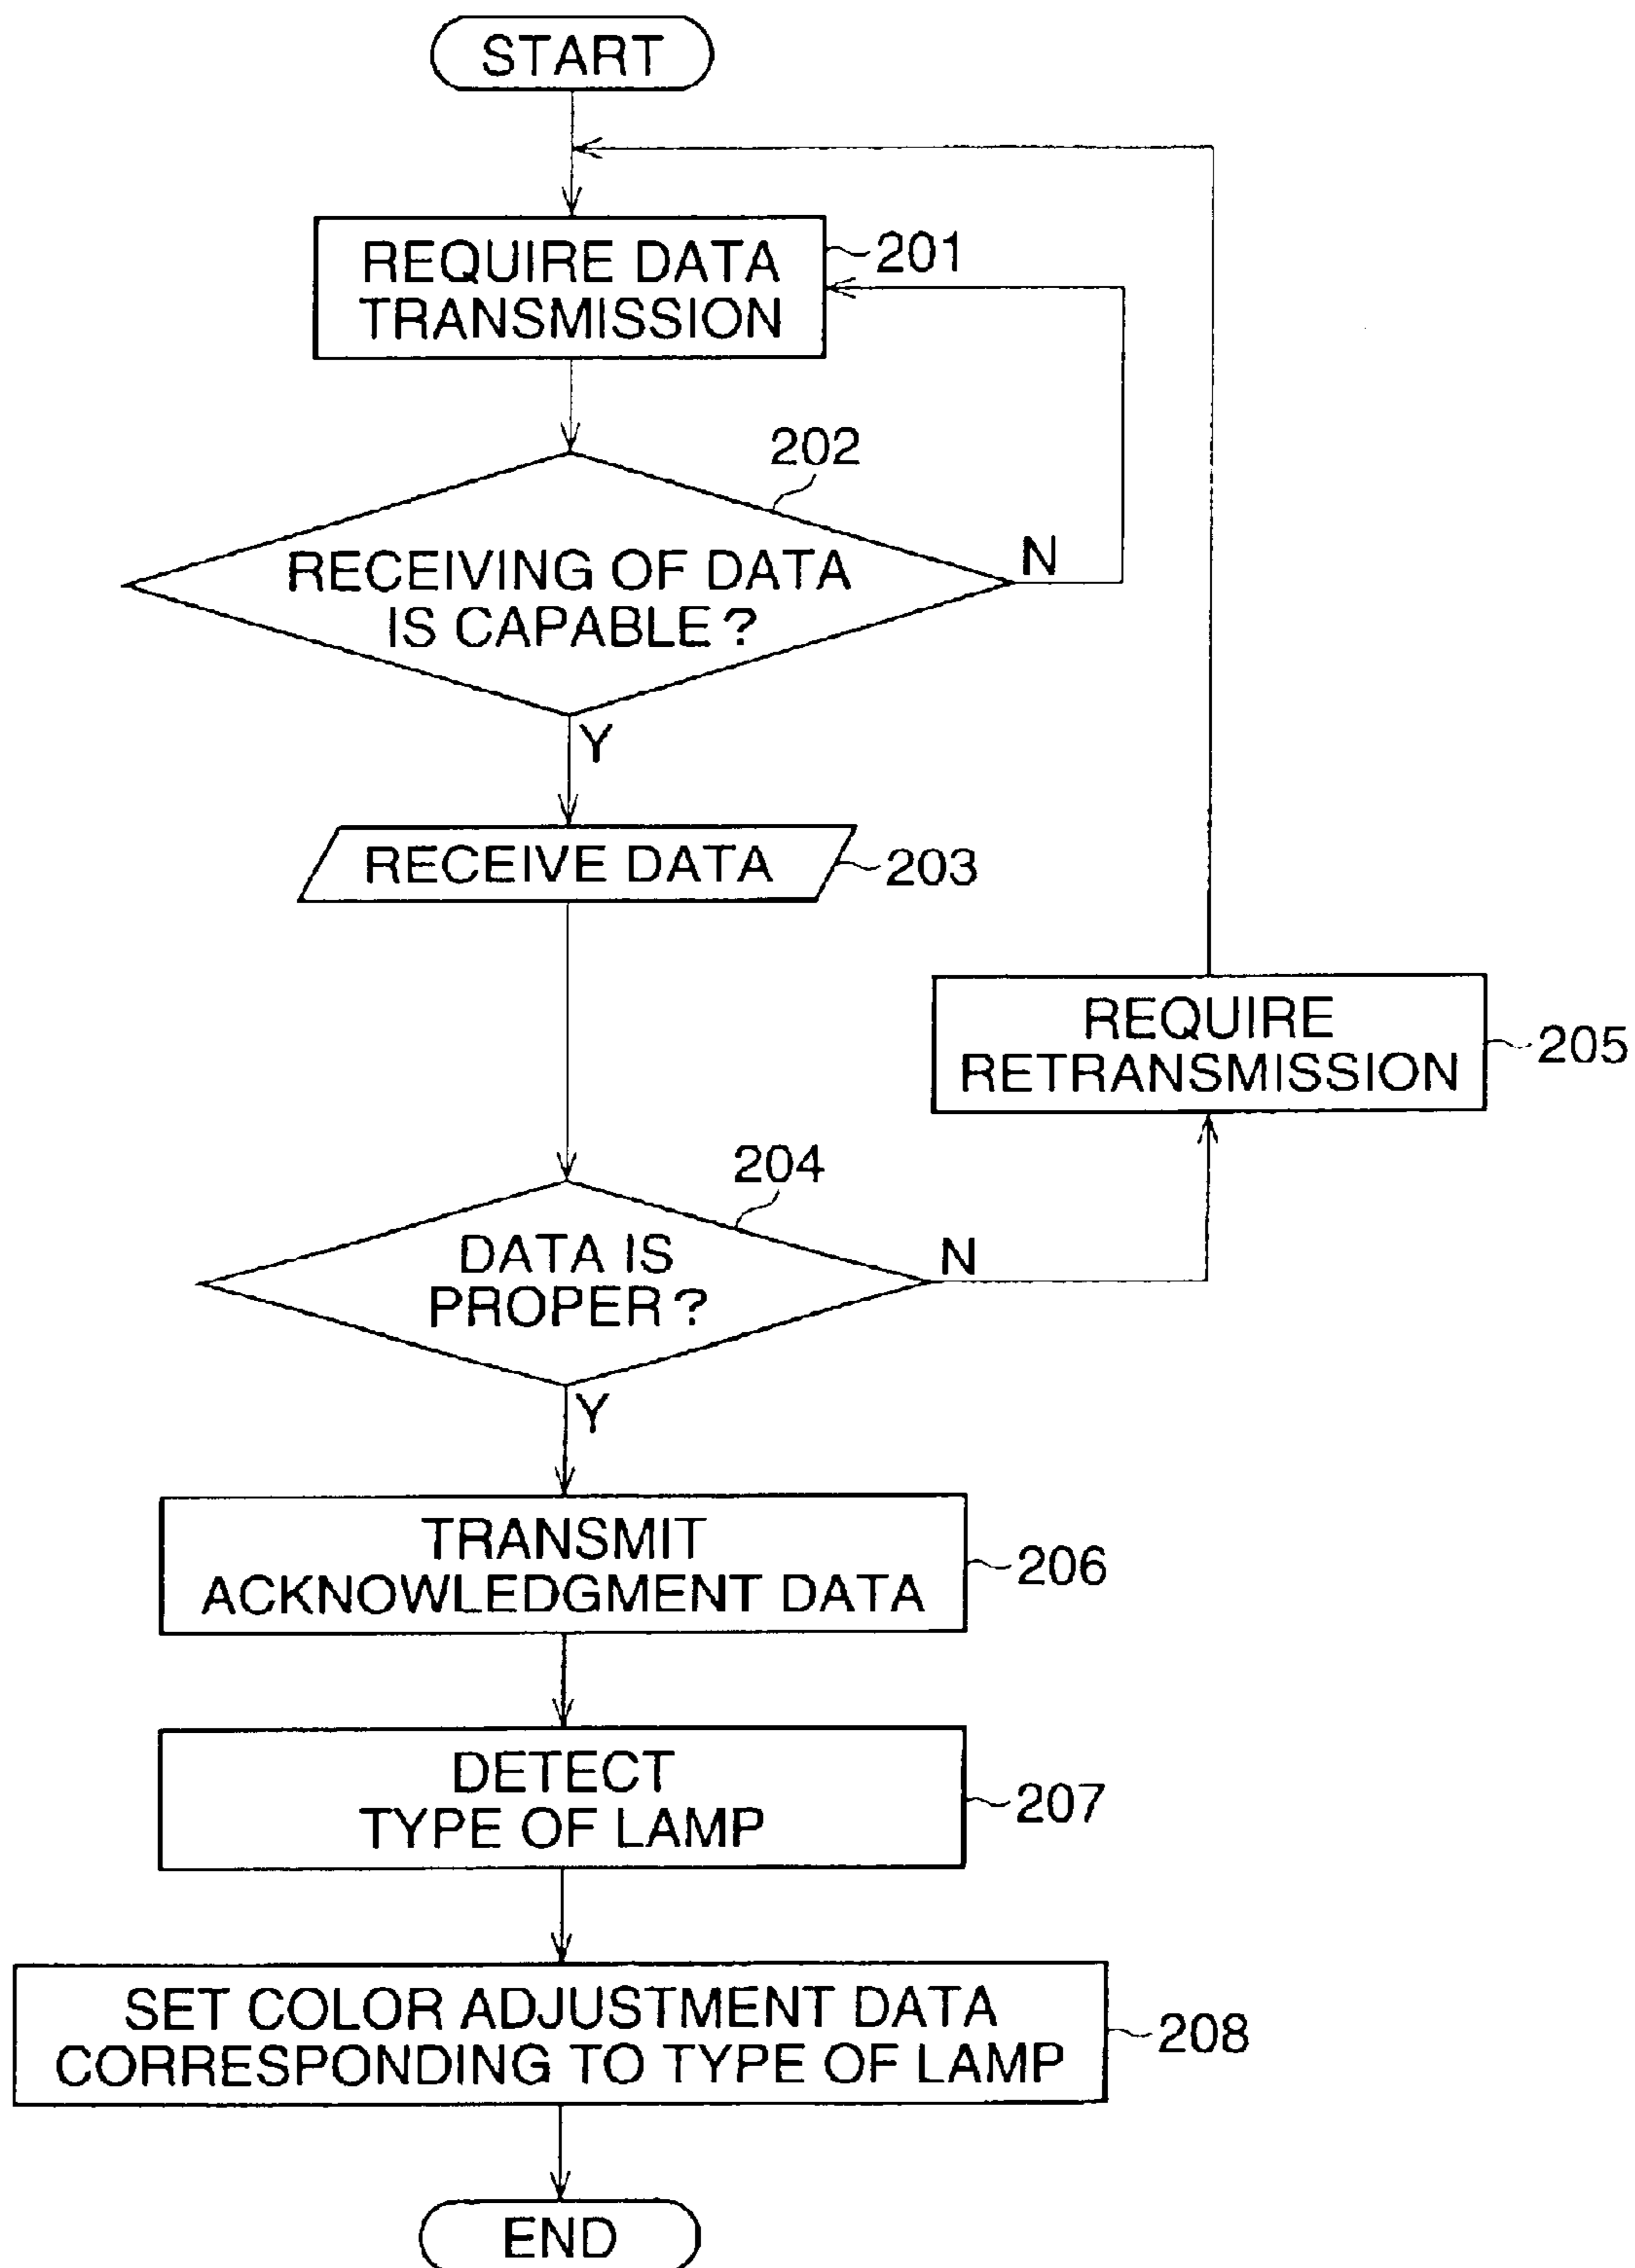 START
REQUIRE DATA
TRANSMISSION
201
202
RECEIVING OF DATA
IS CAPABLE?
N
Y
RECEIVE DATA
203
REQUIRE
RETRANSMISSION
205
204
DATA IS
PROPER?
N
Y
TRANSMIT
ACKNOWLEDGMENT DATA
206
DETECT
TYPE OF LAMP
207
SET COLOR ADJUSTMENT DATA
CORRESPONDING TO TYPE OF LAMP
208
END